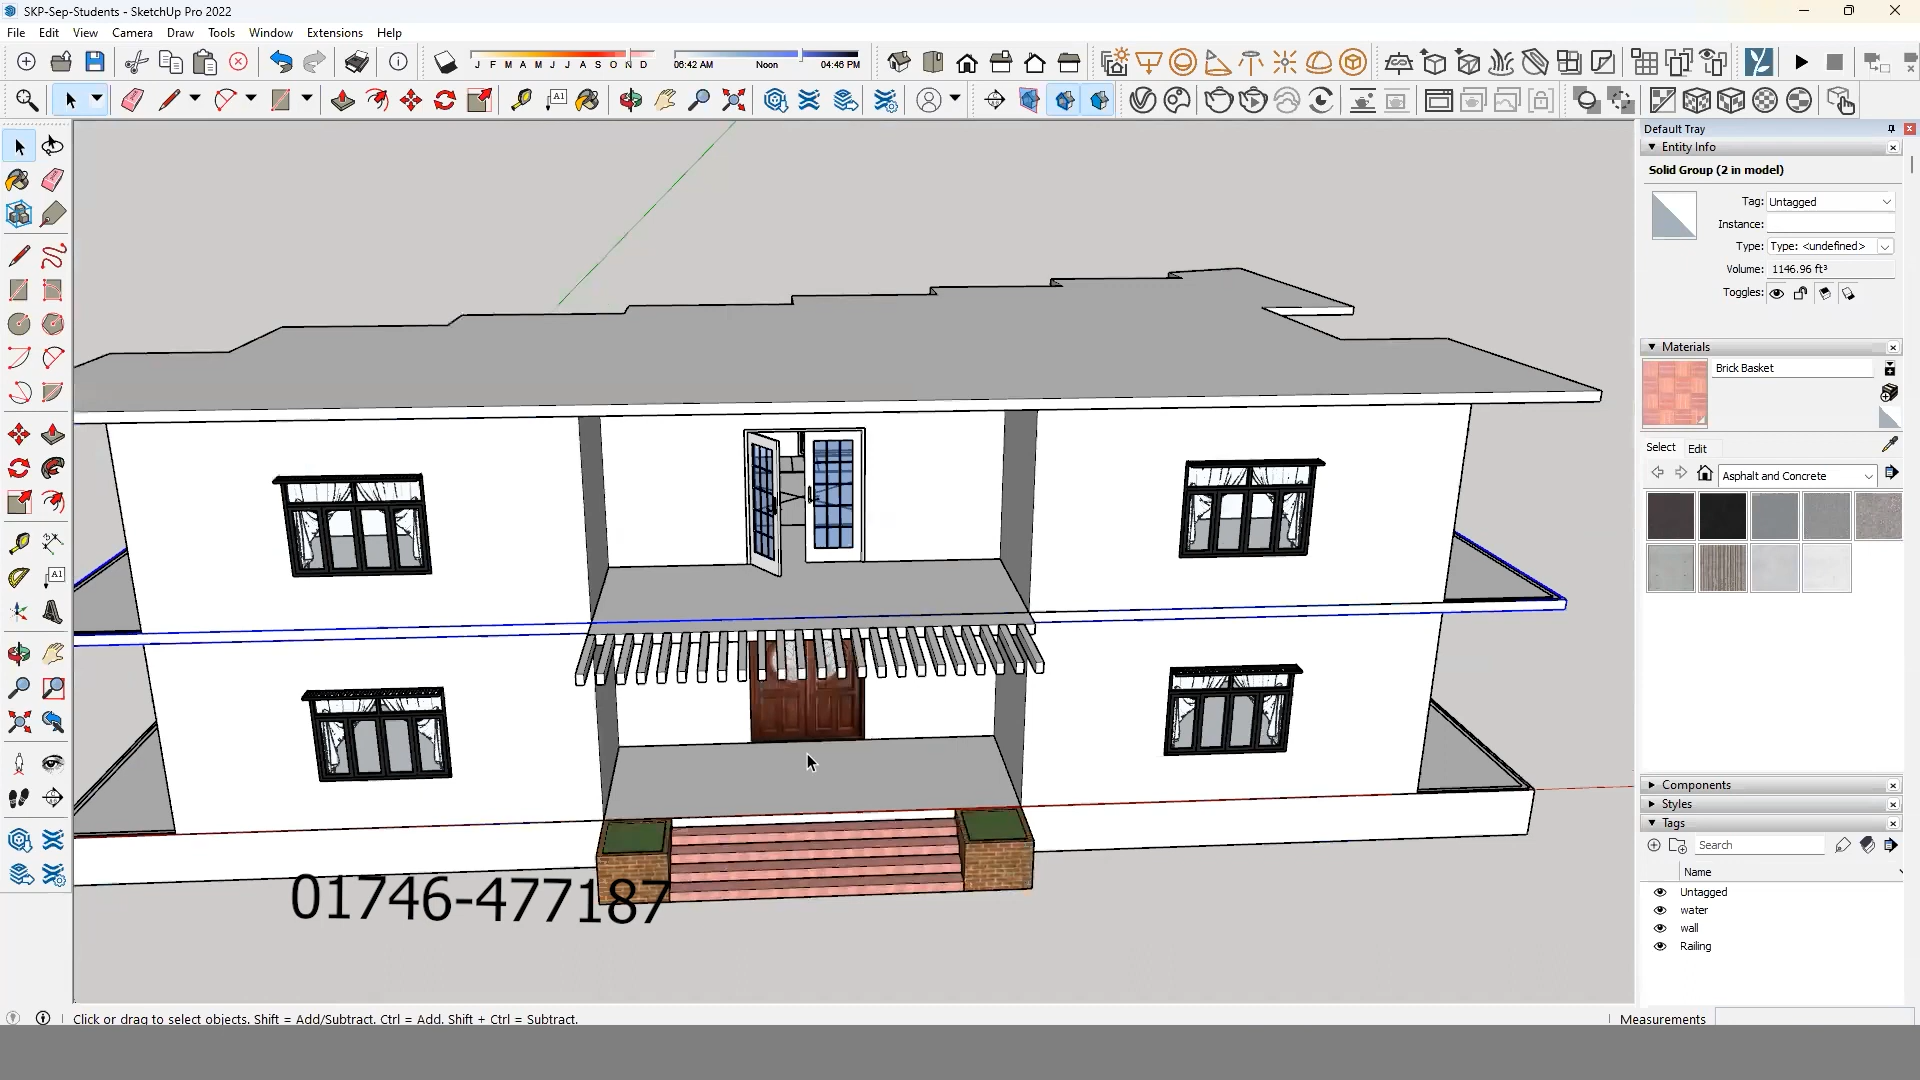 SKP-Sep-Students - SketchUp Pro 2022
File Edit View Camera Draw Tools Window Extensions Help
J F M A M J J A S O N D 06:42 AM Noon 04:46 PM
A1
Default Tray
Entity Info
Solid Group (2 in model)
Tag: Untagged
Instance:
Type: Type: <undefined>
Volume: 1146.96 ft³
Toggles:
Materials
Brick Basket
Select Edit
Asphalt and Concrete
A1
Components
Styles
Tags
Search
Name
Untagged
water
wall
Railing
01746-477187
Click or drag to select objects. Shift = Add/Subtract. Ctrl = Add. Shift + Ctrl = Subtract.
Measurements